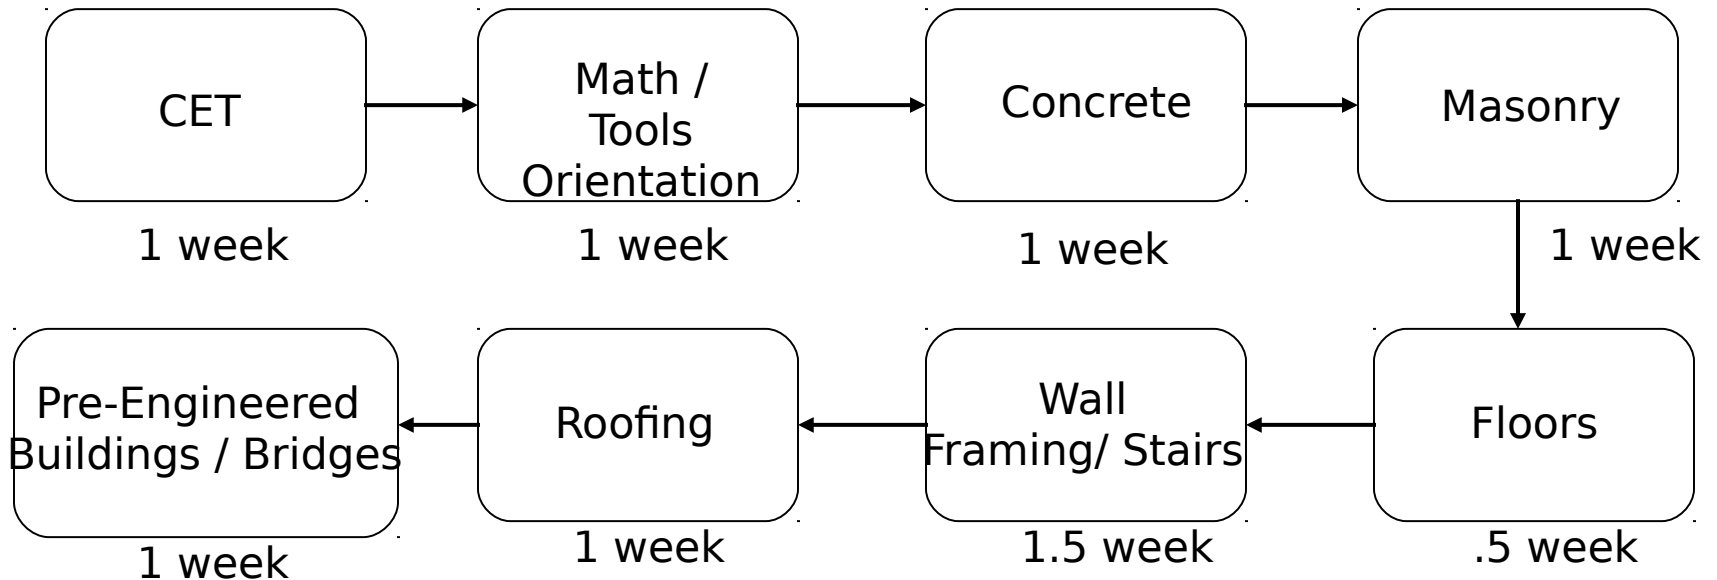 CET
1 week
Math /
Tools
Orientation
1 week
Concrete
1 week
Masonry
1 week
Floors
.5 week
Wall
Framing/ Stairs
1.5 week
Roofing
1 week
Pre-Engineered
Buildings / Bridges
1 week